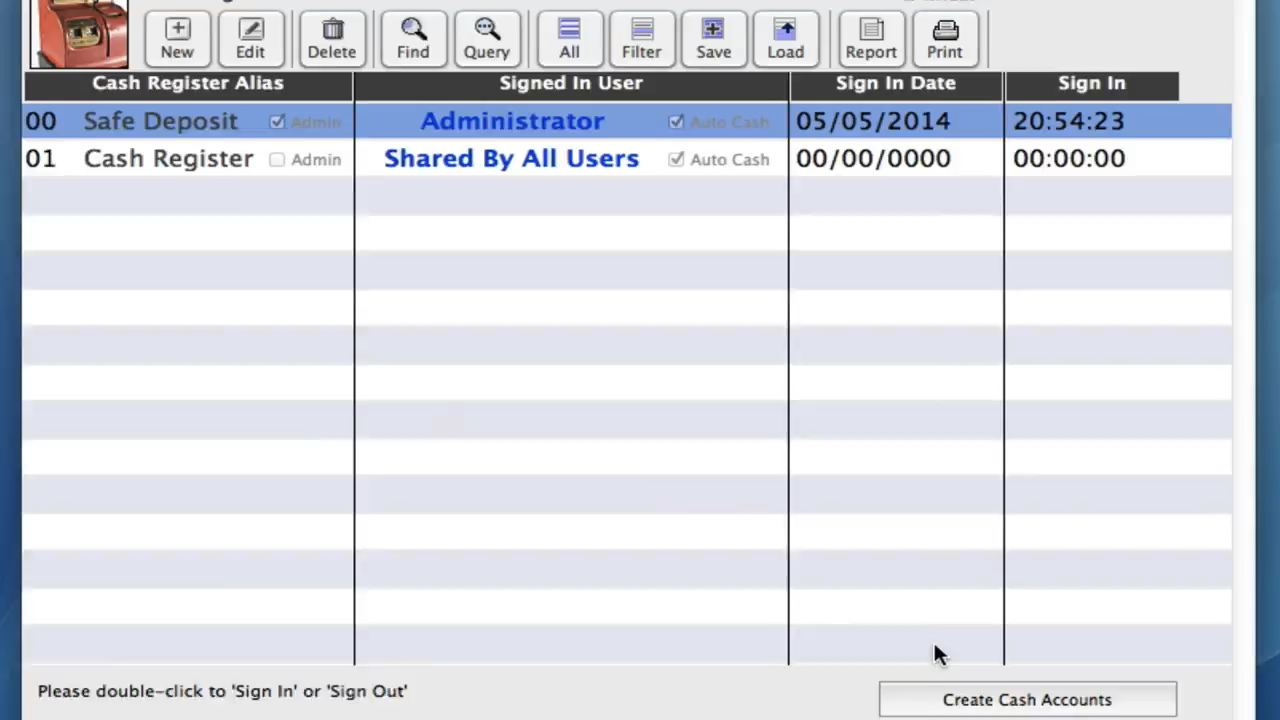 New Edit Delete Find Query All Filter Save Load Report Print
Cash Register Alias Signed In User Sign In Date Sign In
00 Safe Deposit Admin Administrator Auto Cash 05/05/2014 20:54:23
01 Cash Register Admin Shared By All Users Auto Cash 00/00/0000 00:00:00
Please double-click to 'Sign In' or 'Sign Out'
Create Cash Accounts